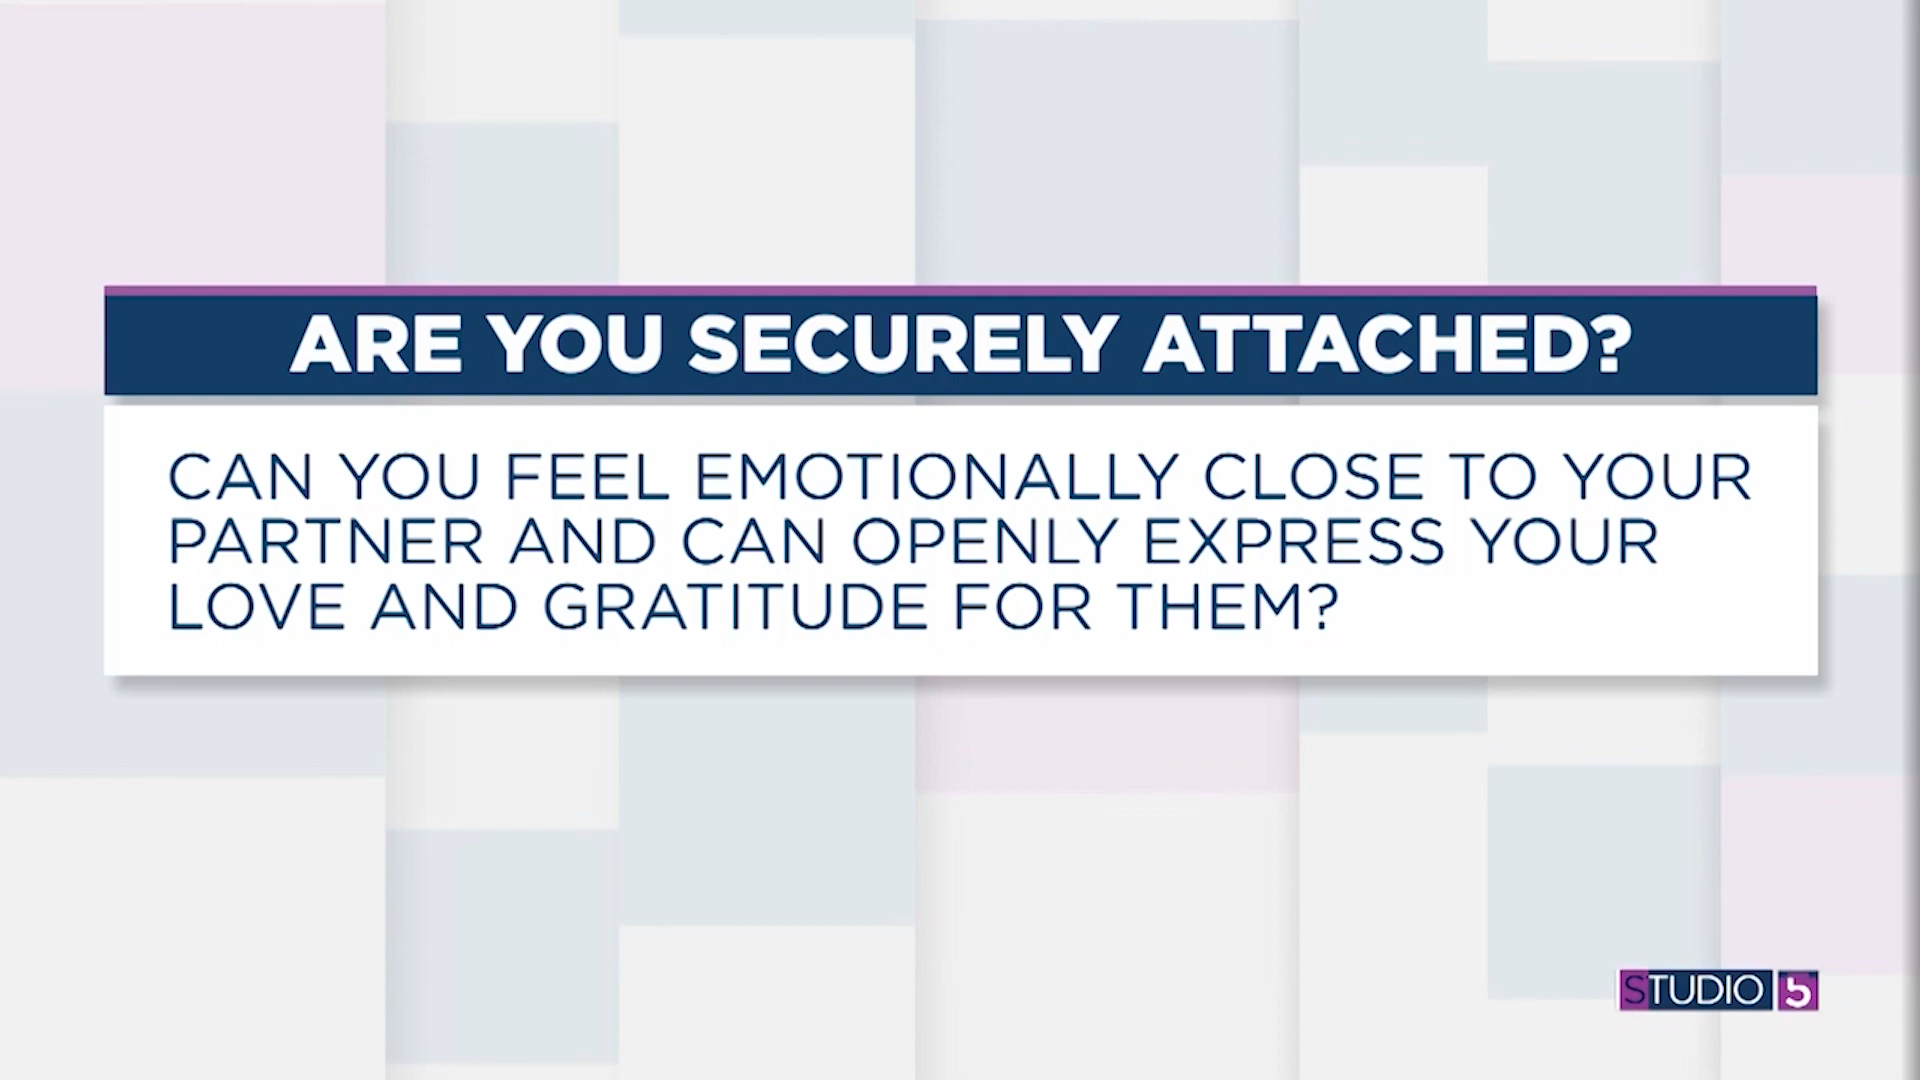 ARE YOU SECURELY ATTACHED?
CAN YOU FEEL EMOTIONALLY CLOSE TO YOUR
PARTNER AND CAN OPENLY EXPRESS YOUR
LOVE AND GRATITUDE FOR THEM?
STUDIO 5